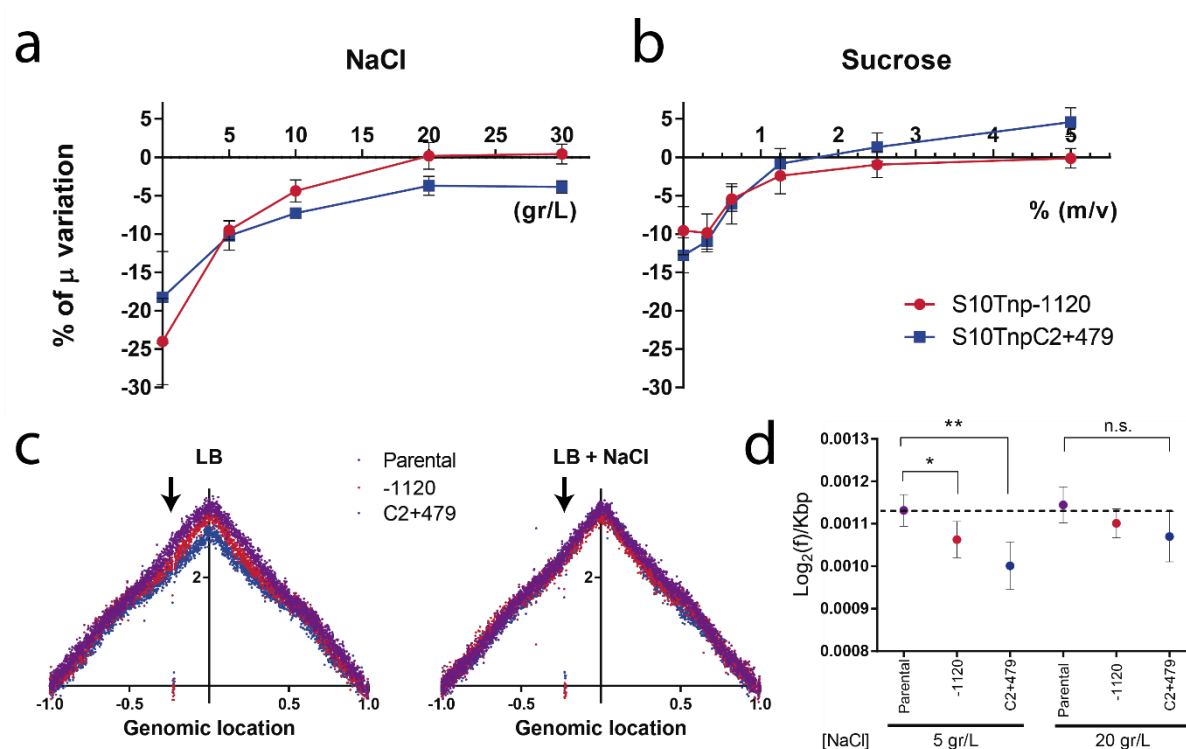 a
NaCl
5
0
-5
-10
-15
-20
-25
-30
5 10 20 25 30
(gr/L)
% of μ variation
b
Sucrose
5
0
-5
-10
-15
-20
-25
-30
1 2 3 4 5
% (m/v)
S10Tnp-1120
S10TnpC2+479
c
LB
Parental
-1120
C2+479
LB + NaCl
2
2
-1.0 -0.5 0.5 1.0
Genomic location
-1.0 -0.5 0.5 1.0
Genomic location
d
** n.s.
*
0.0013
0.0012
0.0011
0.0010
0.0009
0.0008
Log2(f)/Kbp
Parental
-1120
C2+479
Parental
-1120
C2+479
[NaCl] 5 gr/L 20 gr/L